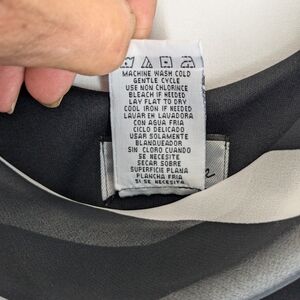 MACHINE WASH COLD
GENTLE CYCLE
USE NON CHLORINCE
BLEACH IF NEEDED
LAY FLAT TO DRY
COOL IRON IF NEEDED
LAVAR EN LAVADORA
CON AGUA FRIA
CICLO DELICADO
USAR SOLAMENTE
BLANQUEADOR
SIN CLORO CUANDO
SE NECESITE
SECAR SOBRE
SUPERFICIE PLANA
PLANCHA FRIA
SI SE NECESITE